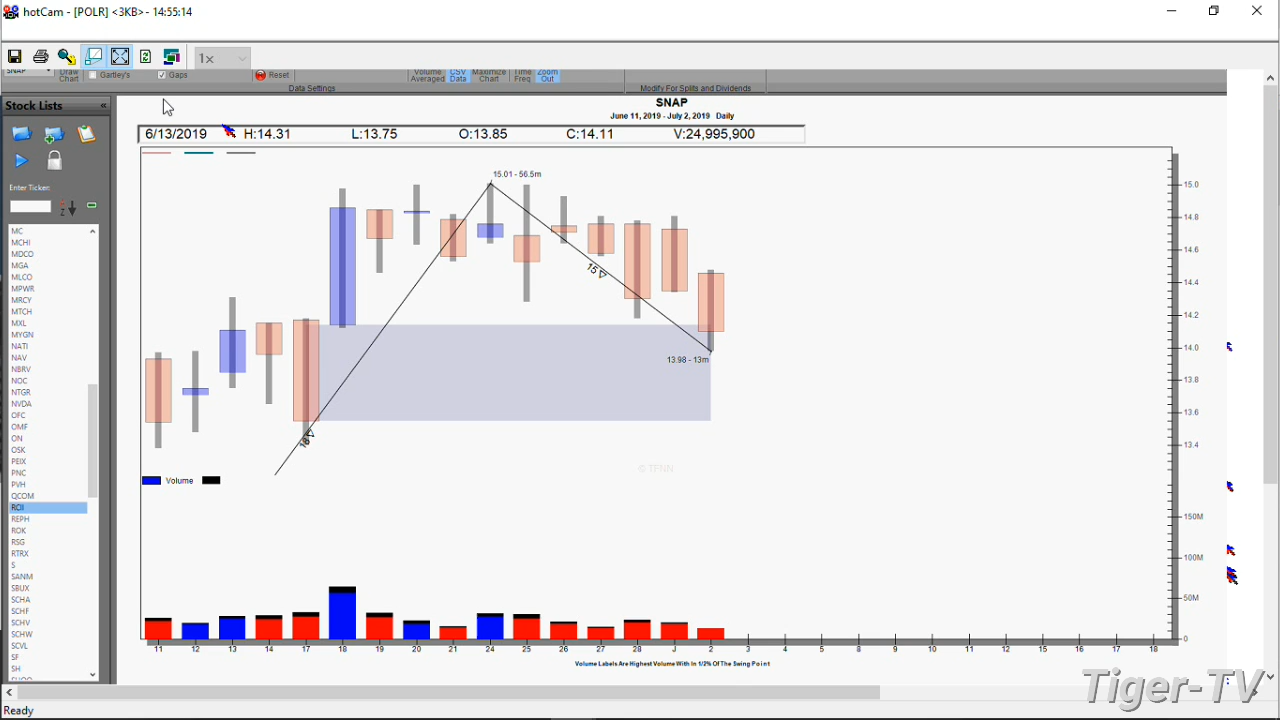 hotCam - [POLR] <3KB> - 14:55:14
1x
SNAP
Draw Chart
Gartley's
Gaps
Reset
Volume Averaged
CSV Data
Maximize Chart
Time Freq
Zoom Out
Data Settings
Modify For Splits and Dividends
Stock Lists
Enter Ticker:
MC
MCHI
MDCO
MGA
MLCO
MPWR
MRCY
MTCH
MXL
MYGN
NATI
NAV
NBRV
NOC
NTGR
NVDA
OFC
OMF
ON
OSK
PEIX
PNC
PVH
QCOM
ROI
REPH
ROK
RSG
RTRX
S
SANM
SBUX
SCHA
SCHF
SCHV
SCHW
SCVL
SF
SH
SNAP
June 11, 2019 - July 2, 2019 Daily
6/13/2019 H:14.31 L:13.75 O:13.85 C:14.11 V:24,995,900
15.01 - 56.5m
15
13.98 - 13m
© TFNN
15.0
14.8
14.6
14.4
14.2
14.0
13.8
13.6
13.4
Volume
150M
100M
50M
0
11 12 13 14 17 18 19 20 21 24 25 26 27 28 J 2 3 4 5 8 9 10 11 12 15 16 17 18
Volume Labels Are Highest Volume With In 1/2% Of The Swing Point
Tiger-TV
Ready